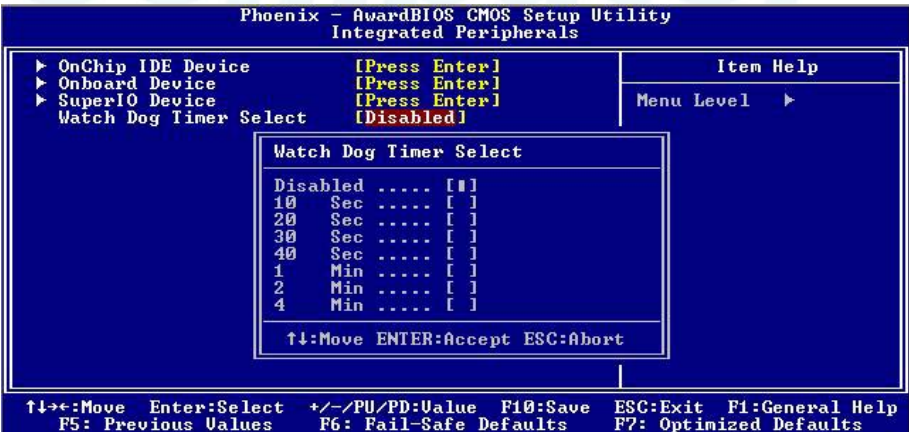 Phoenix - AwardBIOS CMOS Setup Utility
Integrated Peripherals
▶ OnChip IDE Device [Press Enter]
▶ Onboard Device [Press Enter]
▶ SuperIO Device [Press Enter]
Watch Dog Timer Select [Disabled]
Item Help
Menu Level ▶
Watch Dog Timer Select
Disabled ..... [■]
10 Sec ..... [ ]
20 Sec ..... [ ]
30 Sec ..... [ ]
40 Sec ..... [ ]
1 Min ..... [ ]
2 Min ..... [ ]
4 Min ..... [ ]
↑↓:Move ENTER:Accept ESC:Abort
↑↓→←:Move Enter:Select +/-/PU/PD:Value F10:Save ESC:Exit F1:General Help
F5: Previous Values F6: Fail-Safe Defaults F7: Optimized Defaults